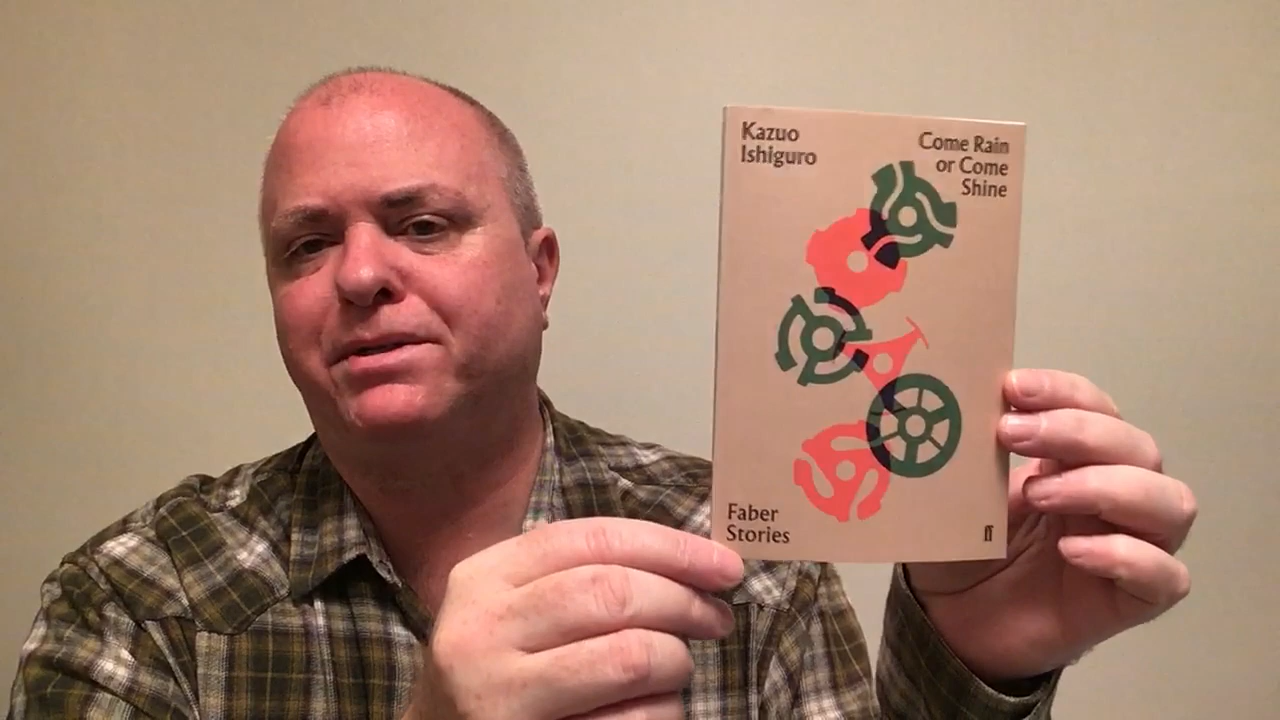 Kazuo
Ishiguro
Come Rain
or Come
Shine
Faber
Stories
ff